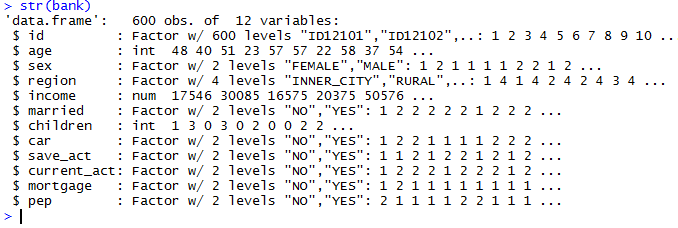 > str(bank)
'data.frame':   600 obs. of  12 variables:
 $ id         : Factor w/ 600 levels "ID12101","ID12102",..: 1 2 3 4 5 6 7 8 9 10 ..
 $ age        : int  48 40 51 23 57 57 22 58 37 54 ...
 $ sex        : Factor w/ 2 levels "FEMALE","MALE": 1 2 1 1 1 1 2 2 1 2 ...
 $ region     : Factor w/ 4 levels "INNER_CITY","RURAL",..: 1 4 1 4 2 4 2 4 3 4 ...
 $ income     : num  17546 30085 16575 20375 50576 ...
 $ married    : Factor w/ 2 levels "NO","YES": 1 2 2 2 2 2 1 2 2 2 ...
 $ children   : int  1 3 0 3 0 2 0 0 2 2 ...
 $ car        : Factor w/ 2 levels "NO","YES": 1 2 2 1 1 1 1 2 2 2 ...
 $ save_act   : Factor w/ 2 levels "NO","YES": 1 1 2 1 2 2 1 2 1 2 ...
 $ current_act: Factor w/ 2 levels "NO","YES": 1 2 2 2 1 2 2 2 1 2 ...
 $ mortgage   : Factor w/ 2 levels "NO","YES": 1 2 1 1 1 1 1 1 1 1 ...
 $ pep        : Factor w/ 2 levels "NO","YES": 2 1 1 1 1 2 2 1 1 1 ...
>